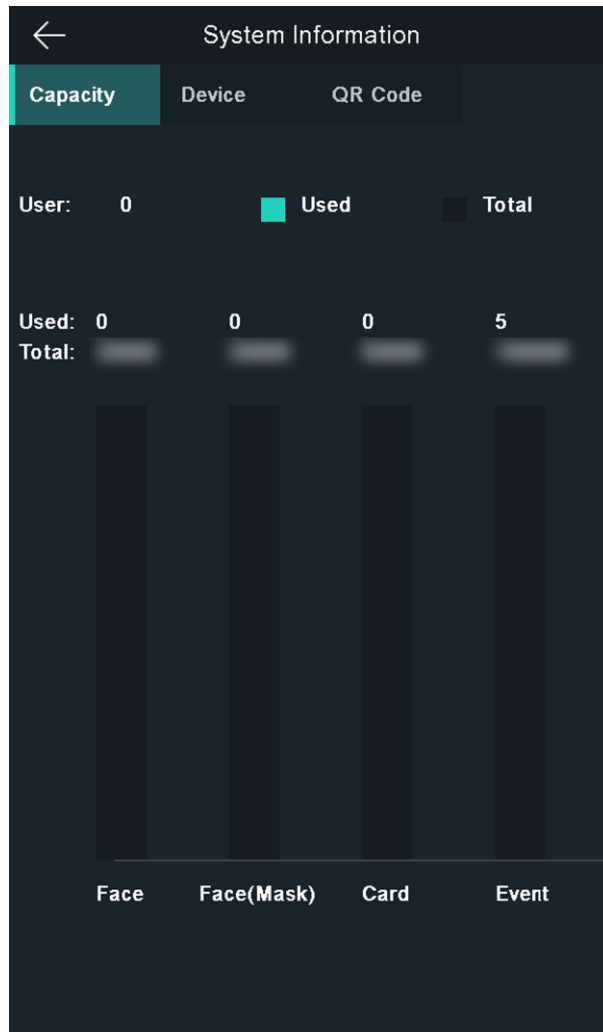 System Information
Capacity Device QR Code
User: 0 Used Total
Used: 0 0 0 5
Total:
Face Face(Mask) Card Event